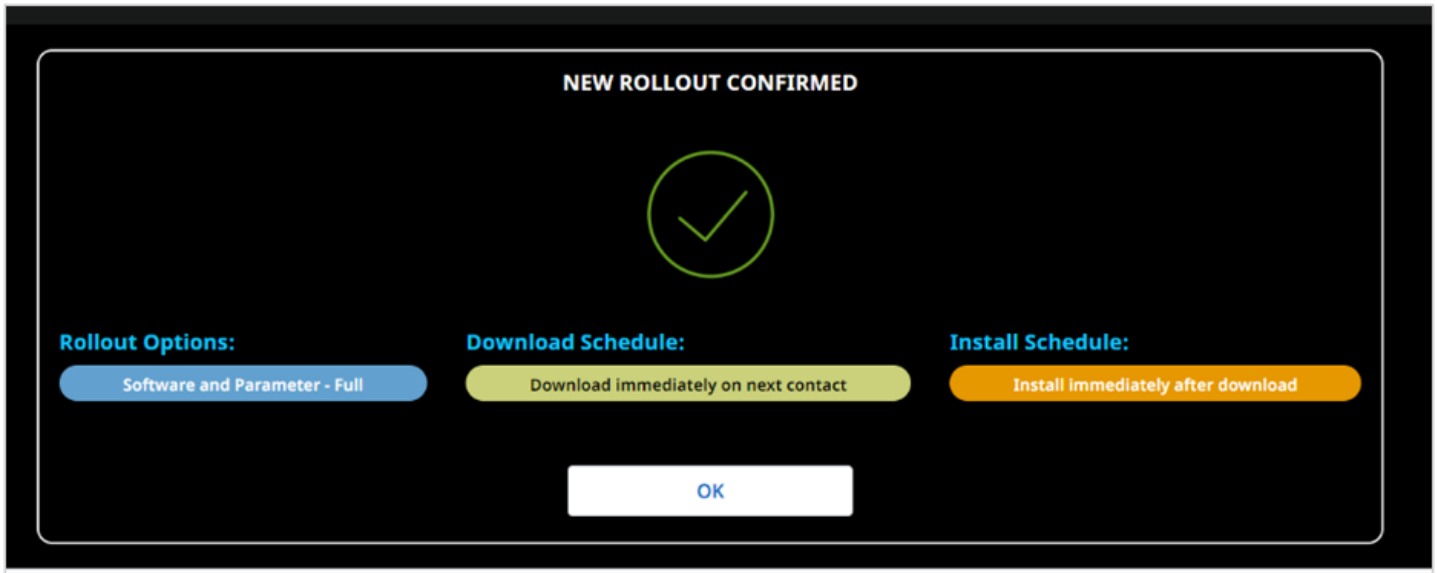 NEW ROLLOUT CONFIRMED
Rollout Options:
Software and Parameter - Full
Download Schedule:
Download immediately on next contact
Install Schedule:
Install immediately after download
OK